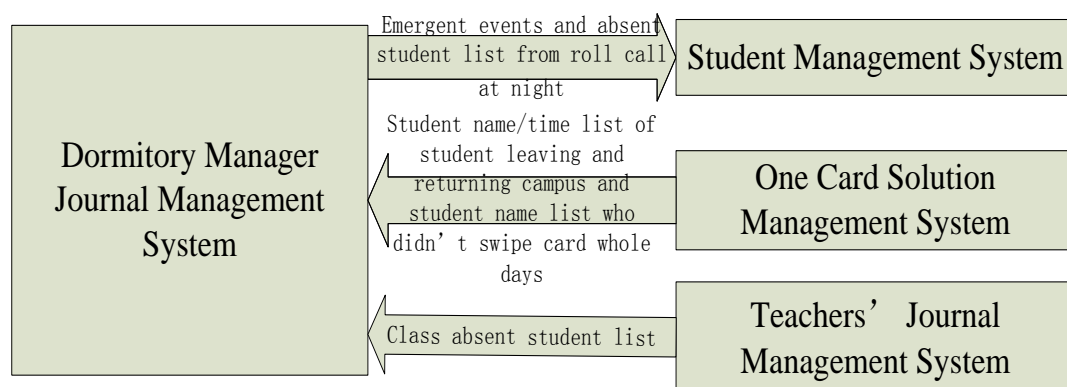 Dormitory Manager
Journal Management
System
Emergent events and absent
student list from roll call
at night
Student Management System
Student name/time list of
student leaving and
returning campus and
student name list who
didn't swipe card whole
days
One Card Solution
Management System
Class absent student list
Teachers' Journal
Management System